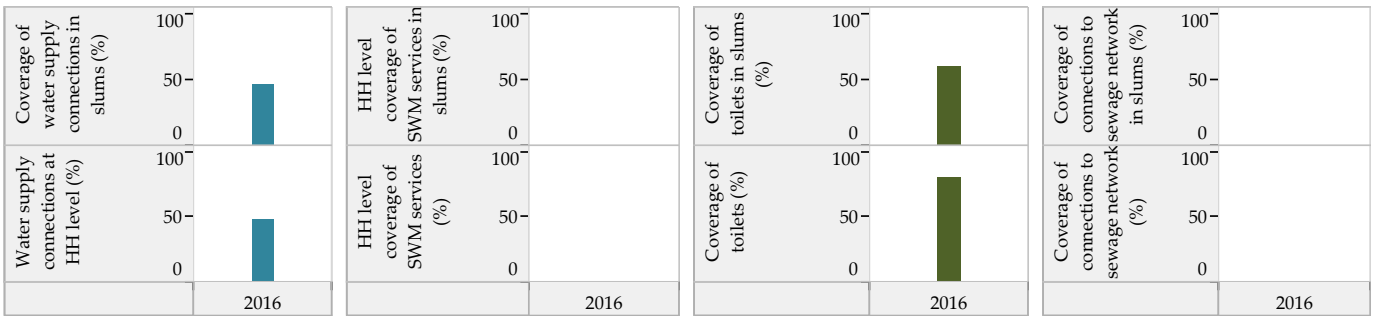 Coverage of
water supply
connections in
slums (%)
100
50
0
Water supply
connections at
HH level (%)
100
50
0
2016
HH level
coverage of
SWM services in
slums (%)
100
50
0
HH level
coverage of
SWM services
(%)
100
50
0
2016
Coverage of
toilets in slums
(%)
100
50
0
Coverage of
toilets (%)
100
50
0
2016
Coverage of
connections to
sewage network
in slums (%)
100
50
0
Coverage of
connections to
sewage network
(%)
100
50
0
2016